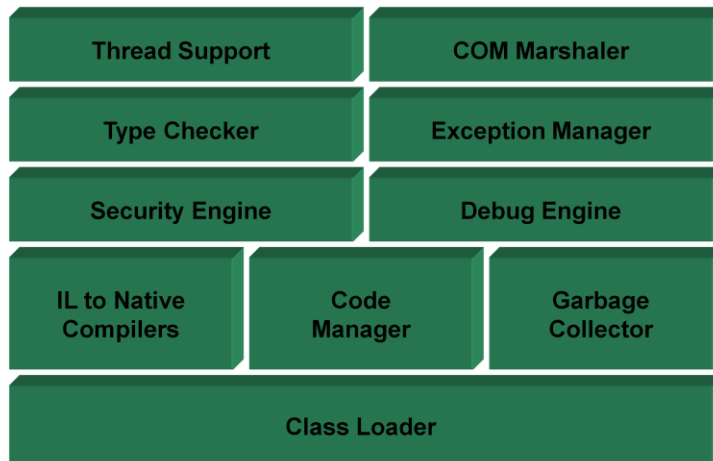 Thread Support
COM Marshaler
Type Checker
Exception Manager
Security Engine
Debug Engine
IL to Native
Compilers
Code
Manager
Garbage
Collector
Class Loader